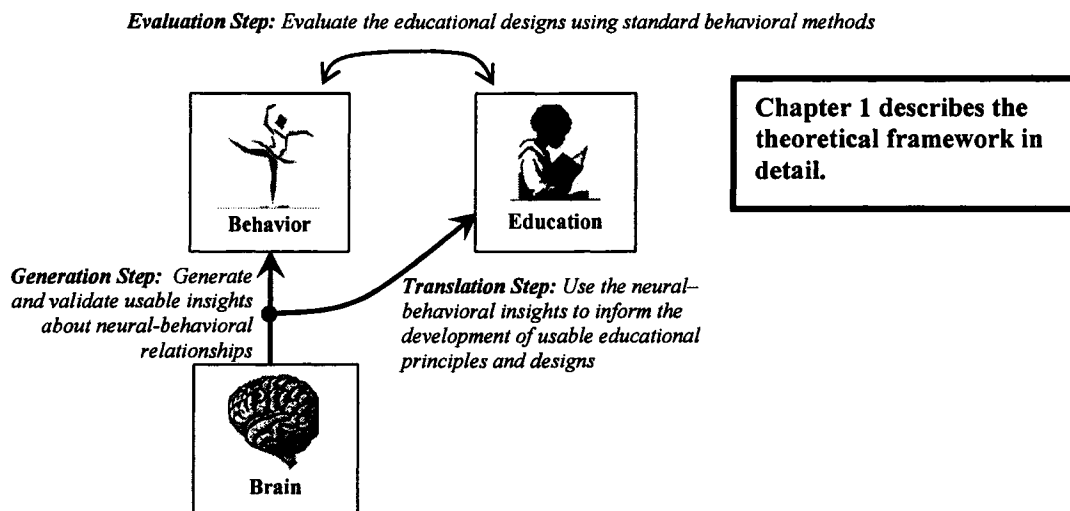 Evaluation Step: Evaluate the educational designs using standard behavioral methods
Chapter 1 describes the
theoretical framework in
detail.
Behavior
Education
Generation Step: Generate
and validate usable insights
about neural-behavioral
relationships
Translation Step: Use the neural–
behavioral insights to inform the
development of usable educational
principles and designs
Brain